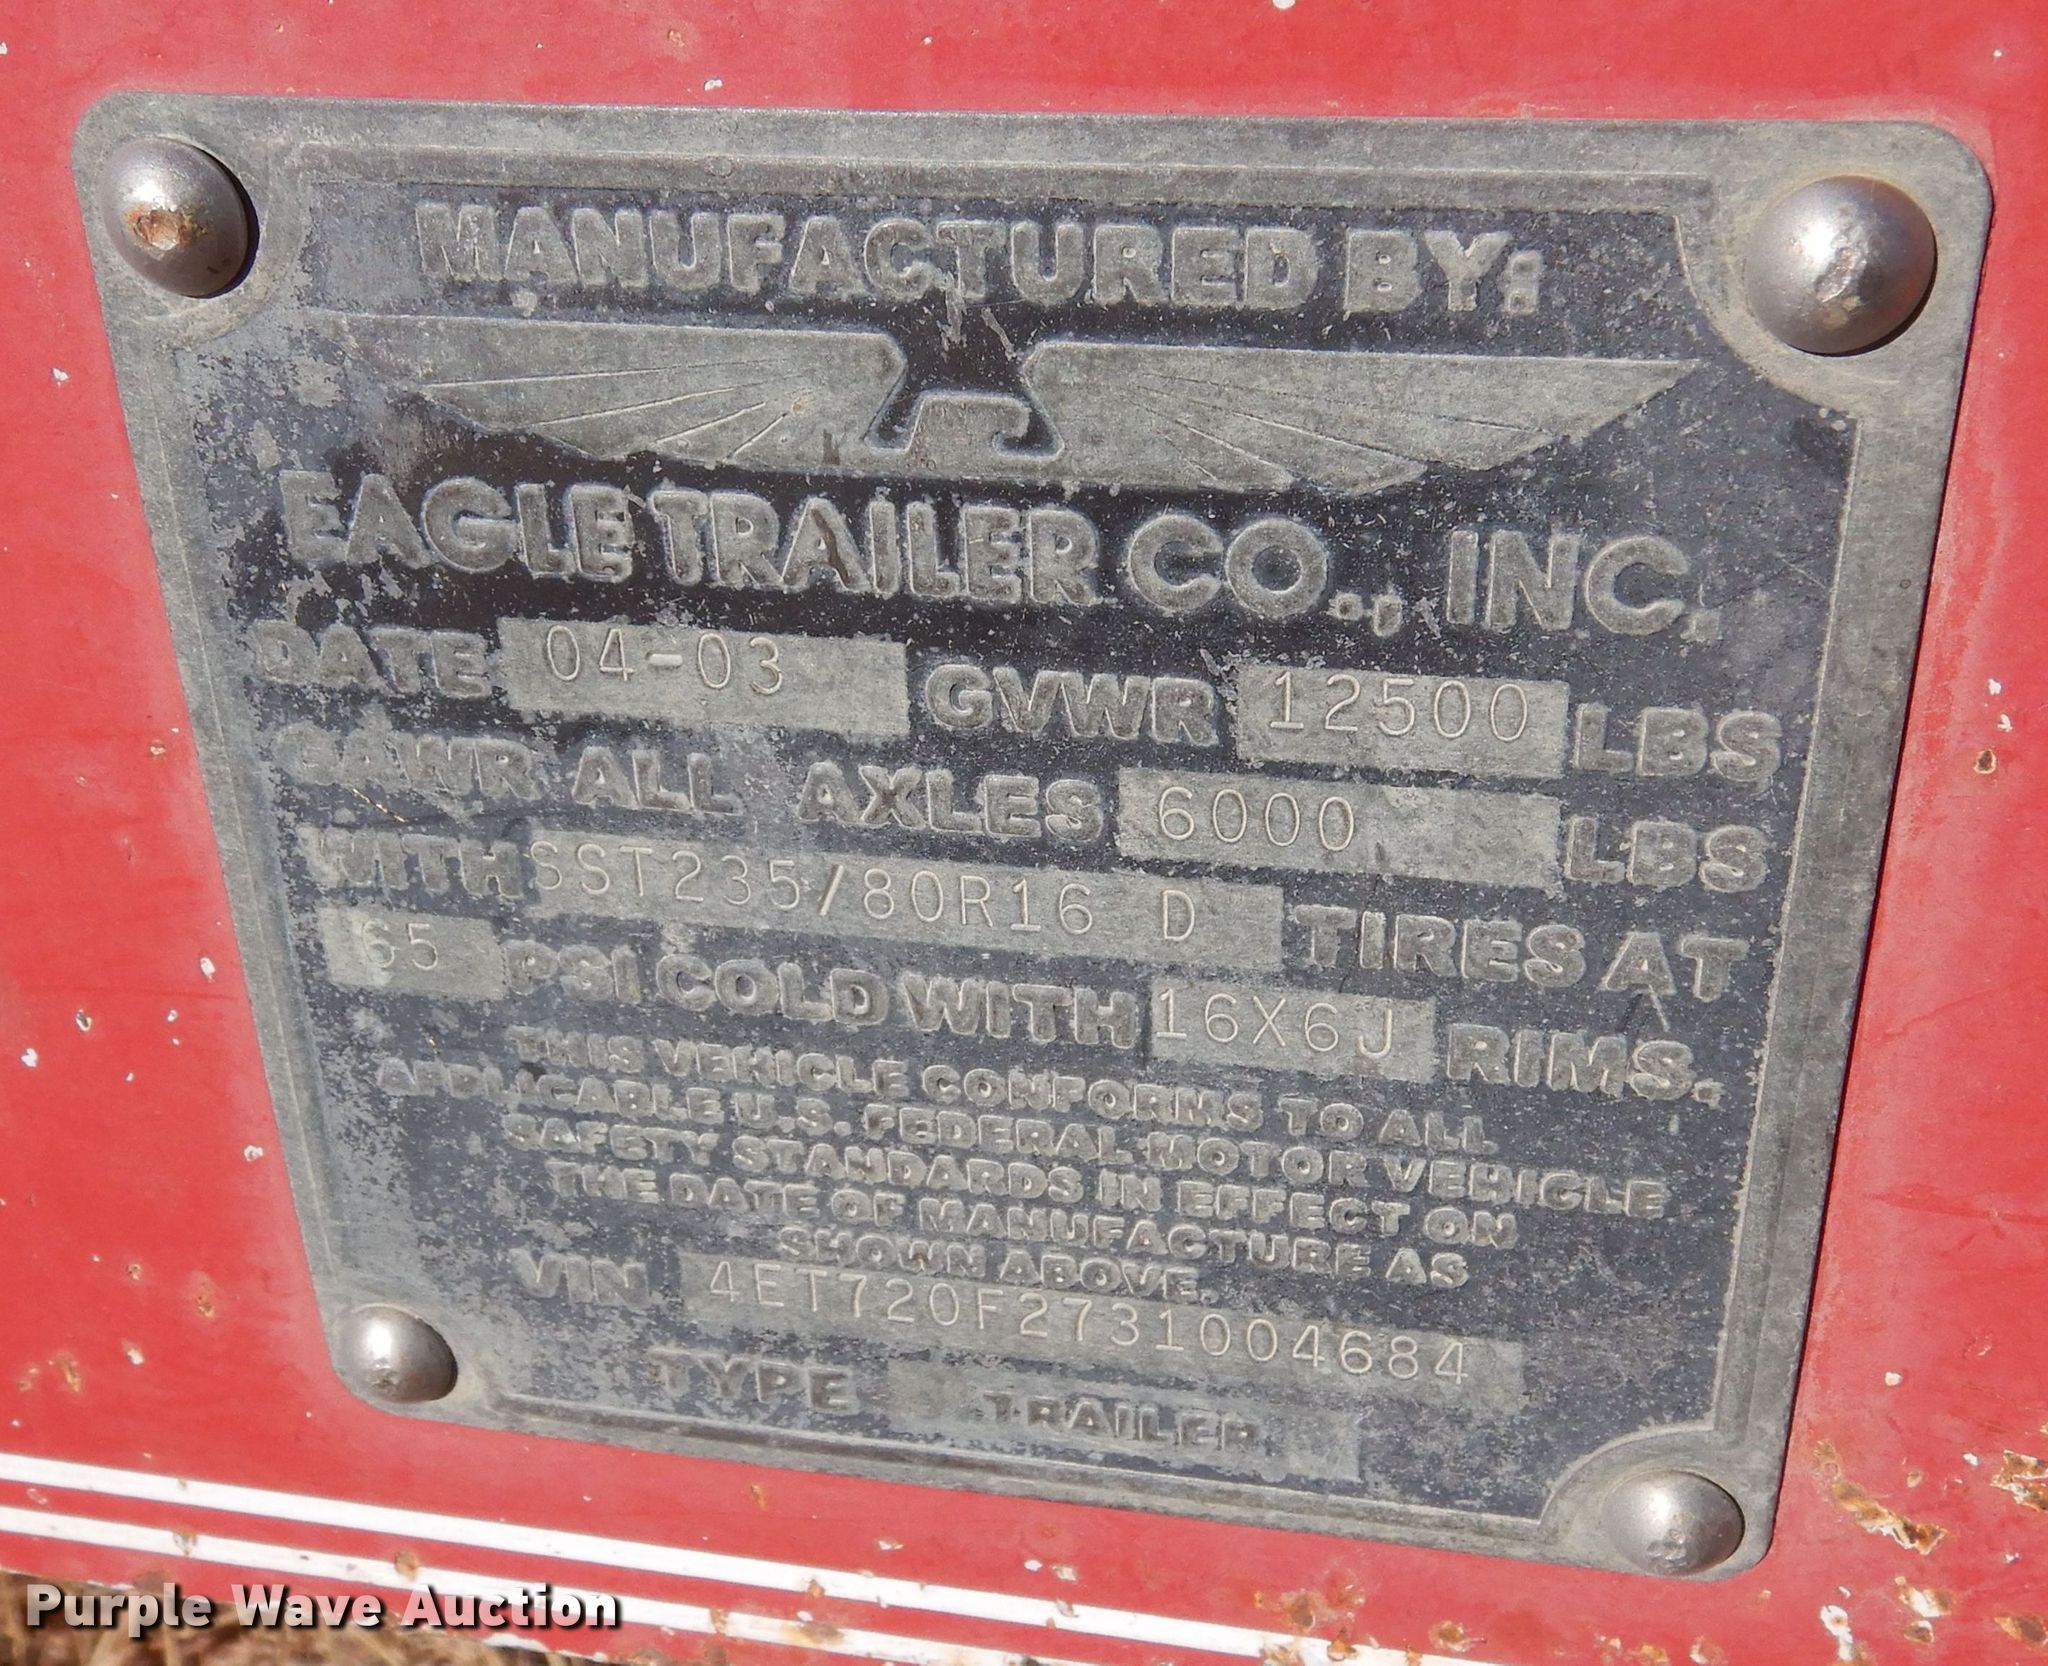 MANUFACTURED BY:
EAGLE TRAILER CO., INC.
DATE 04-03 GVWR 12500 LBS
GAWR ALL AXLES 6000 LBS
WITH SST235/80R16 D TIRES AT
65 PSI COLD WITH 16X6J RIMS.
THIS VEHICLE CONFORMS TO ALL
APPLICABLE U.S. FEDERAL MOTOR VEHICLE
SAFETY STANDARDS IN EFFECT ON
THE DATE OF MANUFACTURE AS
SHOWN ABOVE.
VIN 4ET720F2731004684
TYPE TRAILER
Purple Wave Auction